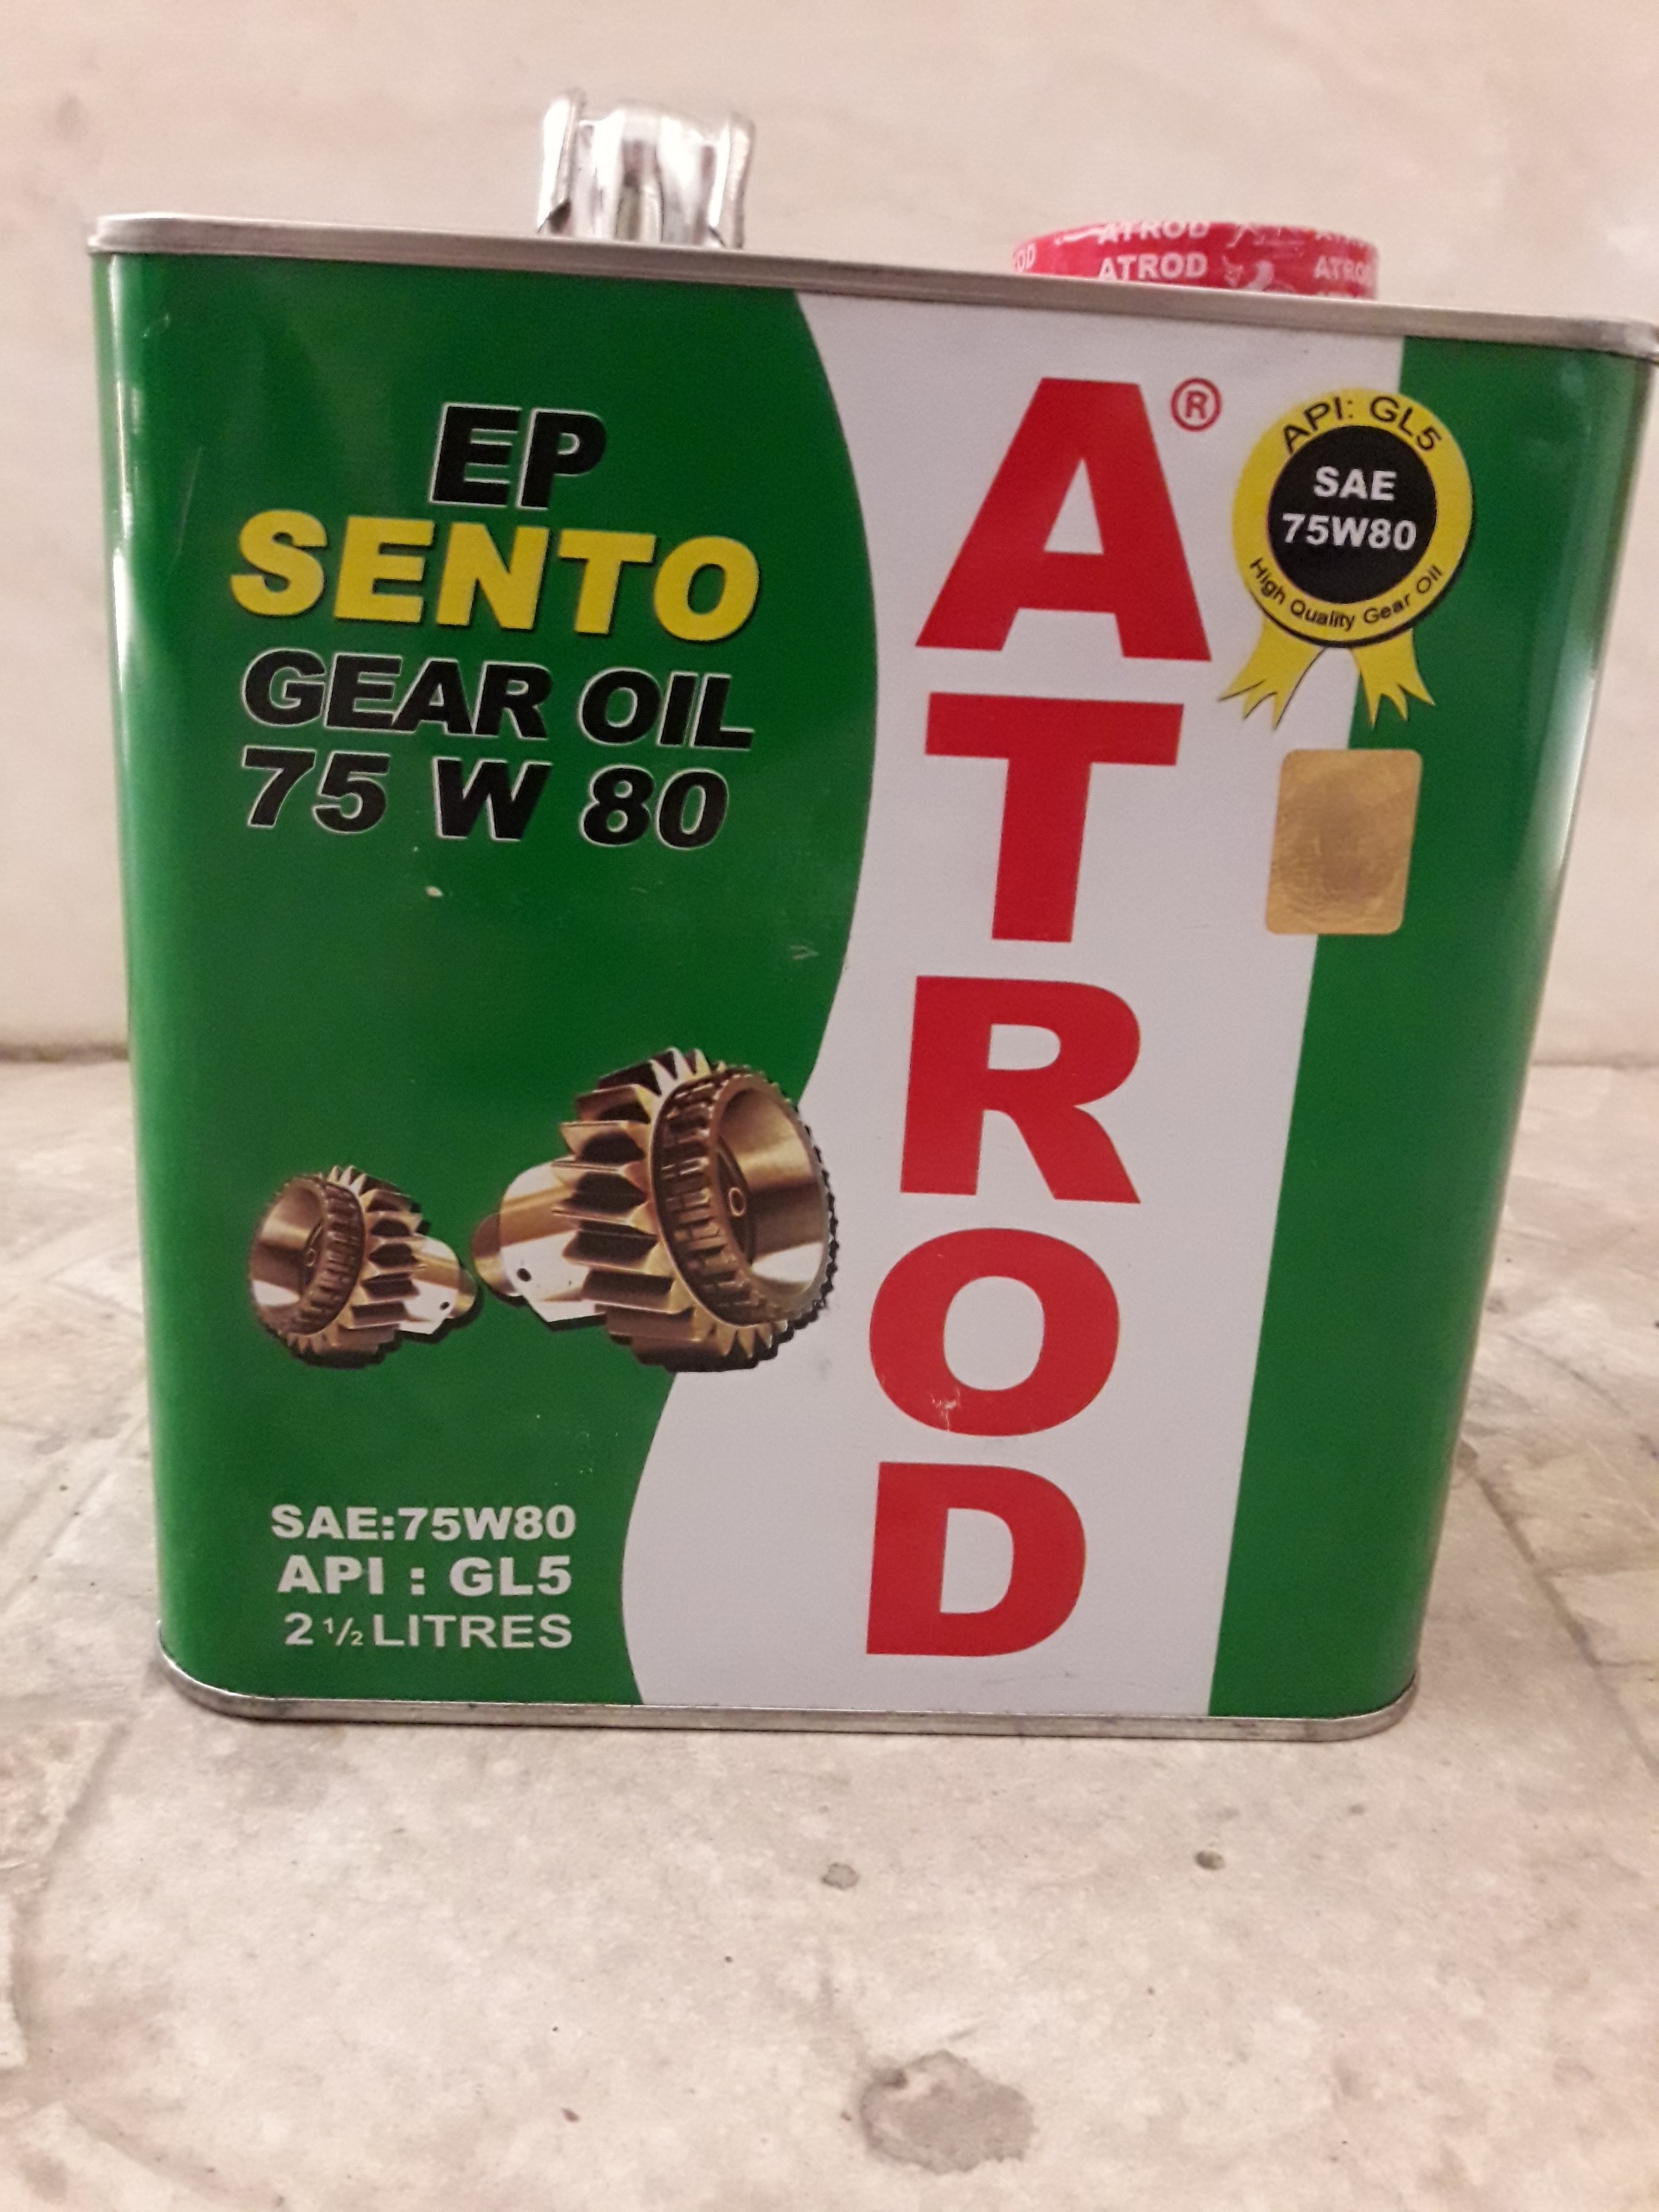 ATROD
ATROD
EP
SENTO
GEAR OIL
75 W 80
ATROD®
API: GL5
SAE
75W80
High Quality Gear Oil
SAE:75W80
API : GL5
2 ½ LITRES